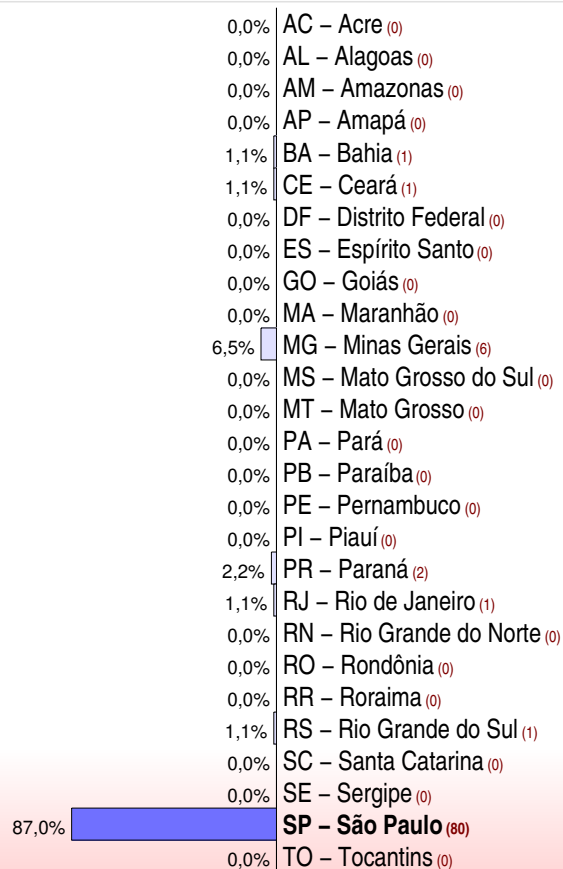 0,0% AC – Acre (0)
0,0% AL – Alagoas (0)
0,0% AM – Amazonas (0)
0,0% AP – Amapá (0)
1,1% BA – Bahia (1)
1,1% CE – Ceará (1)
0,0% DF – Distrito Federal (0)
0,0% ES – Espírito Santo (0)
0,0% GO – Goiás (0)
0,0% MA – Maranhão (0)
6,5% MG – Minas Gerais (6)
0,0% MS – Mato Grosso do Sul (0)
0,0% MT – Mato Grosso (0)
0,0% PA – Pará (0)
0,0% PB – Paraíba (0)
0,0% PE – Pernambuco (0)
0,0% PI – Piauí (0)
2,2% PR – Paraná (2)
1,1% RJ – Rio de Janeiro (1)
0,0% RN – Rio Grande do Norte (0)
0,0% RO – Rondônia (0)
0,0% RR – Roraima (0)
1,1% RS – Rio Grande do Sul (1)
0,0% SC – Santa Catarina (0)
0,0% SE – Sergipe (0)
87,0% SP – São Paulo (80)
0,0% TO – Tocantins (0)